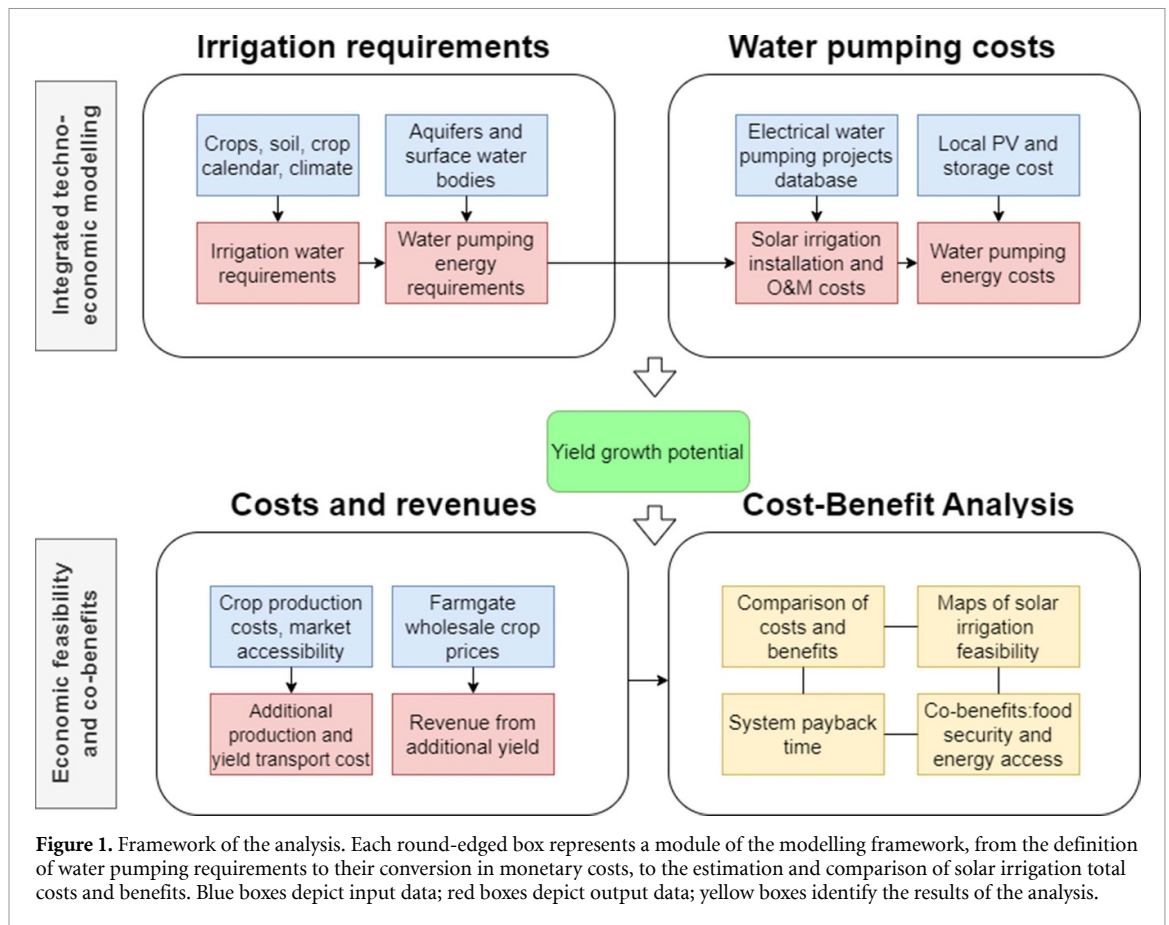 Irrigation requirements
Water pumping costs
Integrated techno-
economic modelling
Crops, soil, crop
calendar, climate
Aquifers and
surface water
bodies
Irrigation water
requirements
Water pumping
energy
requirements
Electrical water
pumping projects
database
Local PV and
storage cost
Solar irrigation
installation and
O&M costs
Water pumping
energy costs
Yield growth potential
Costs and revenues
Cost-Benefit Analysis
Economic feasibility
and co-benefits
Crop production
costs, market
accessibility
Farmgate
wholesale crop
prices
Additional
production and
yield transport cost
Revenue from
additional yield
Comparison of
costs and
benefits
Maps of solar
irrigation
feasibility
System payback
time
Co-benefits:food
security and
energy access
Figure 1. Framework of the analysis. Each round-edged box represents a module of the modelling framework, from the definition
of water pumping requirements to their conversion in monetary costs, to the estimation and comparison of solar irrigation total
costs and benefits. Blue boxes depict input data; red boxes depict output data; yellow boxes identify the results of the analysis.